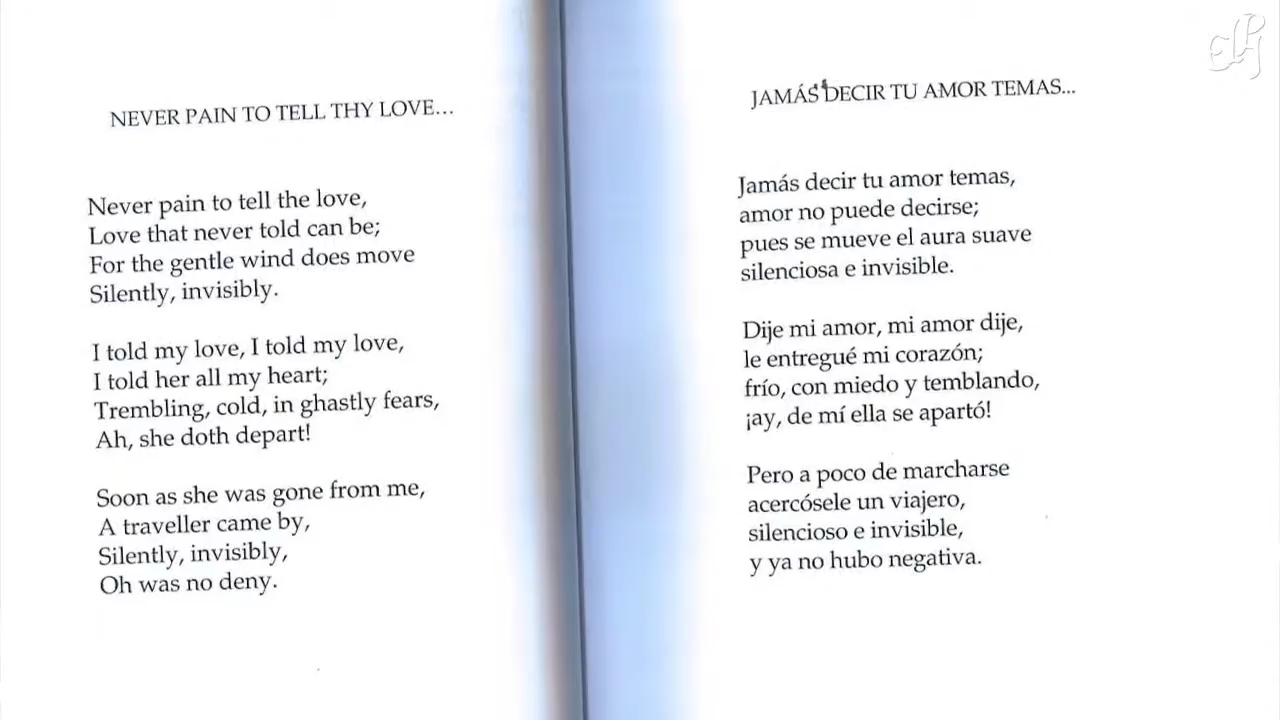 NEVER PAIN TO TELL THY LOVE...
Never pain to tell the love,
Love that never told can be;
For the gentle wind does move
Silently, invisibly.
I told my love, I told my love,
I told her all my heart;
Trembling, cold, in ghastly fears,
Ah, she doth depart!
Soon as she was gone from me,
A traveller came by,
Silently, invisibly,
Oh was no deny.
JAMÁS DECIR TU AMOR TEMAS...
Jamás decir tu amor temas,
amor no puede decirse;
pues se mueve el aura suave
silenciosa e invisible.
Dije mi amor, mi amor dije,
le entregué mi corazón;
frío, con miedo y temblando,
¡ay, de mí ella se apartó!
Pero a poco de marcharse
acercósele un viajero,
silencioso e invisible,
y ya no hubo negativa.